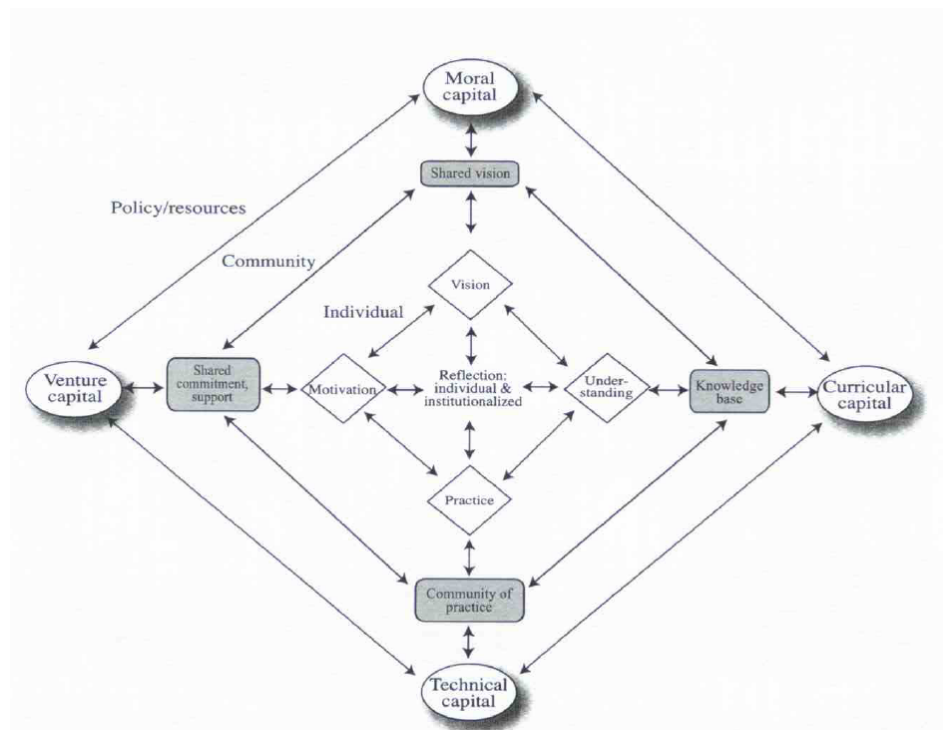 Moral
capital
Shared vision
Policy/resources
Community
Vision
Individual
Venture
capital
Shared
commitment,
support
Motivation
Reflection:
individual &
institutionalized
Under-
standing
Knowledge
base
Curricular
capital
Practice
Community of
practice
Technical
capital